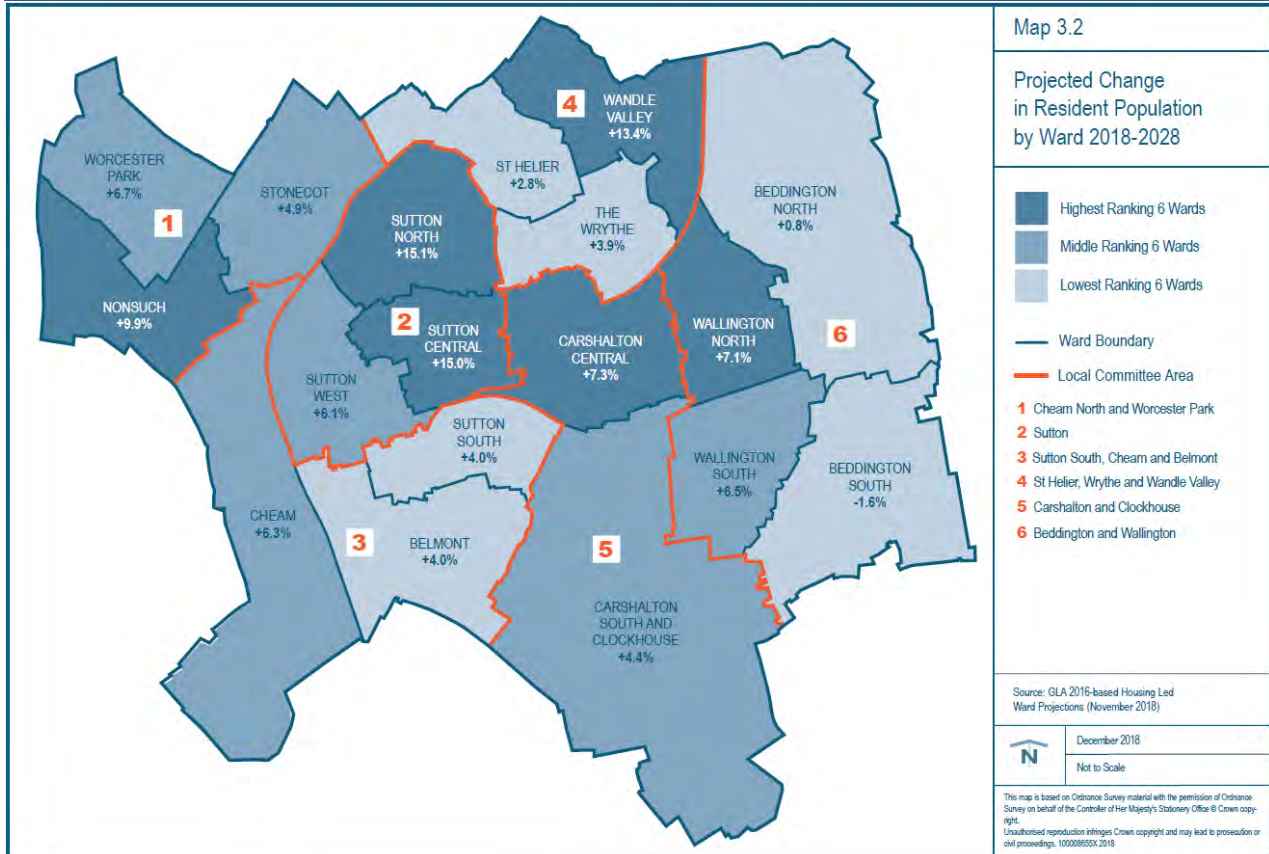 WORCESTER
PARK
+6.7%
1
STONECOT
+4.9%
NONSUCH
+9.9%
ST HELIER
+2.8%
4
WANDLE
VALLEY
+13.4%
THE
WRYTHE
+3.9%
BEDDINGTON
NORTH
+0.8%
SUTTON
NORTH
+15.1%
2
SUTTON
CENTRAL
+15.0%
CARSHALTON
CENTRAL
+7.3%
WALLINGTON
NORTH
+7.1%
6
SUTTON
WEST
+6.1%
SUTTON
SOUTH
+4.0%
WALLINGTON
SOUTH
+6.5%
BEDDINGTON
SOUTH
-1.6%
CHEAM
+6.3%
3
BELMONT
+4.0%
5
CARSHALTON
SOUTH AND
CLOCKHOUSE
+4.4%
Map 3.2
Projected Change
in Resident Population
by Ward 2018-2028
Highest Ranking 6 Wards
Middle Ranking 6 Wards
Lowest Ranking 6 Wards
Ward Boundary
Local Committee Area
1 Cheam North and Worcester Park
2 Sutton
3 Sutton South, Cheam and Belmont
4 St Helier, Wrythe and Wandle Valley
5 Carshalton and Clockhouse
6 Beddington and Wallington
Source: GLA 2016-based Housing Led
Ward Projections (November 2018)
N
December 2018
Not to Scale
This map is based on Ordnance Survey material with the permission of Ordnance
Survey on behalf of the Controller of Her Majesty's Stationery Office © Crown copy-
right.
Unauthorised reproduction infringes Crown copyright and may lead to prosecution or
civil proceedings. 100008655X 2018